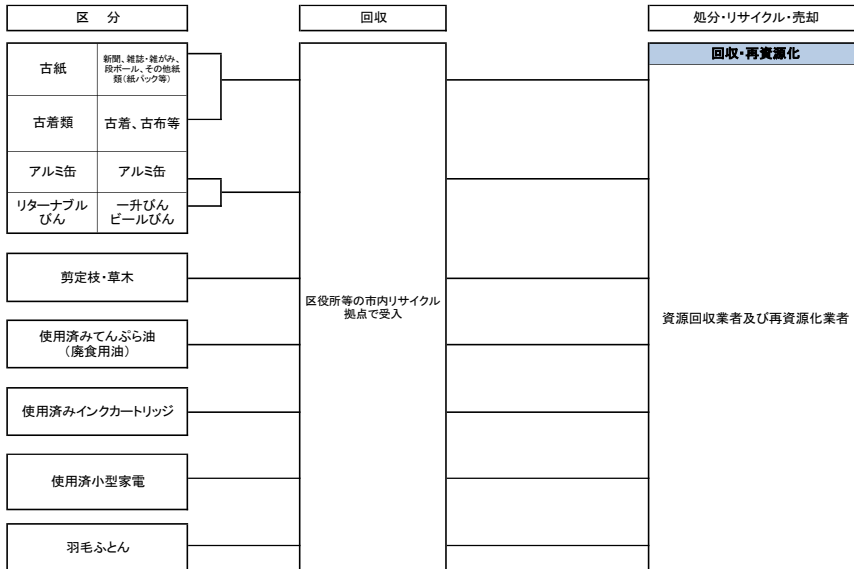 区　分
回収
処分・リサイクル・売却
古紙
新聞、雑誌・雑がみ、
段ボール、その他紙
類（紙パック等）
古着類
古着、古布等
アルミ缶
アルミ缶
リターナブル
びん
一升びん
ビールびん
剪定枝・草木
使用済みてんぷら油
（廃食用油）
使用済みインクカートリッジ
使用済小型家電
羽毛ふとん
区役所等の市内リサイクル
拠点で受入
回収・再資源化
資源回収業者及び再資源化業者